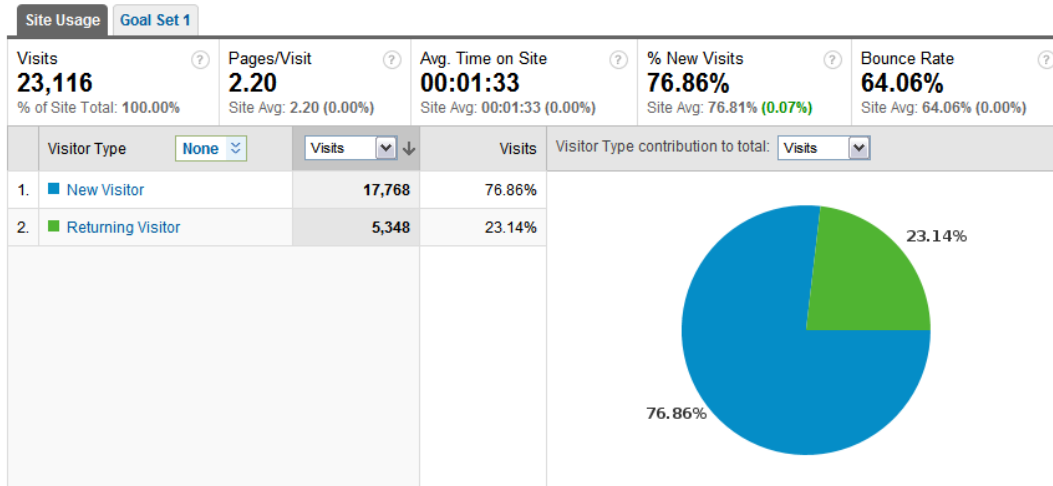 Site Usage Goal Set 1
Visits ? Pages/Visit ? Avg. Time on Site ? % New Visits ? Bounce Rate ?
23,116 2.20 00:01:33 76.86% 64.06%
% of Site Total: 100.00% Site Avg: 2.20 (0.00%) Site Avg: 00:01:33 (0.00%) Site Avg: 76.81% (0.07%) Site Avg: 64.06% (0.00%)
Visitor Type None Visits Visits Visitor Type contribution to total: Visits
1. New Visitor 17,768 76.86%
2. Returning Visitor 5,348 23.14%
23.14%
76.86%